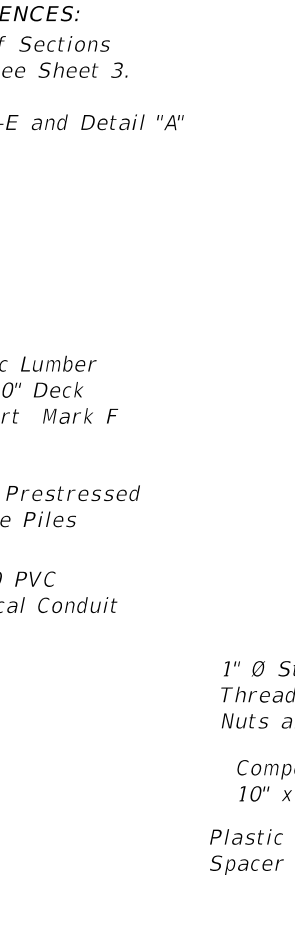 ENCES:
f Sections
ee Sheet 3.
-E and Detail "A"
c Lumber
0" Deck
rt Mark F
Prestressed
e Piles
PVC
cal Conduit
1" Ø St
Thread
Nuts a
Compo
10" x
Plastic
Spacer